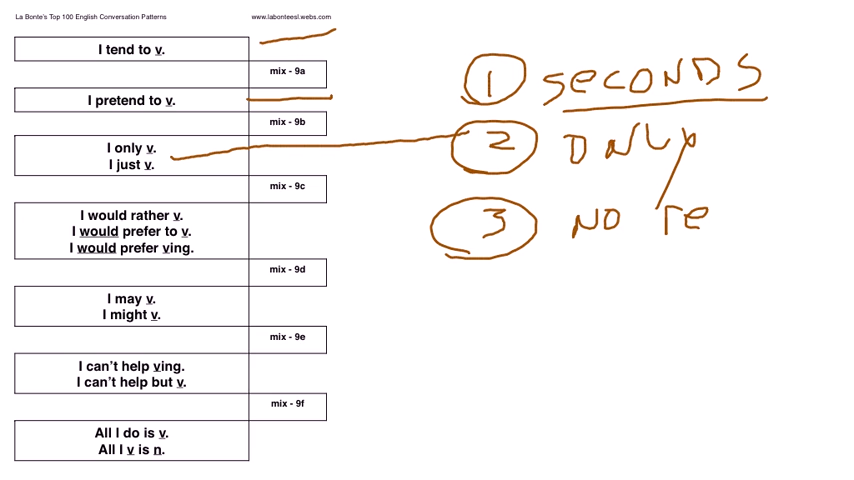 La Bonte's Top 100 English Conversation Patterns www.labonteesl.webs.com
I tend to v.
mix - 9a
I pretend to v.
mix - 9b
I only v.
I just v.
mix - 9c
I would rather v.
I would prefer to v.
I would prefer ving.
mix - 9d
I may v.
I might v.
mix - 9e
I can't help ving.
I can't help but v.
mix - 9f
All I do is v.
All I v is n.
1 SECONDS
2 ONLY
3 NO